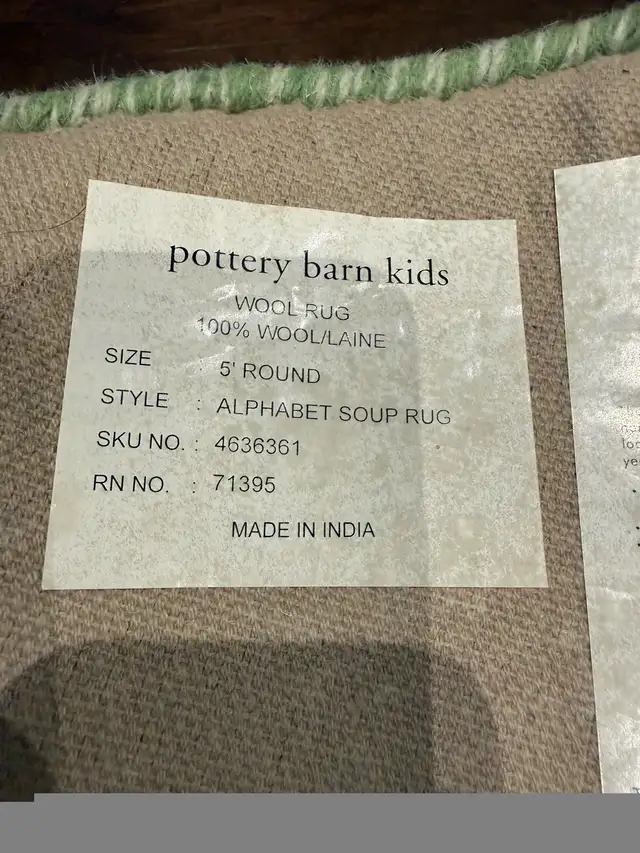 pottery barn kids
WOOL RUG
100% WOOL/LAINE
SIZE : 5' ROUND
STYLE : ALPHABET SOUP RUG
SKU NO. : 4636361
RN NO. : 71395
MADE IN INDIA